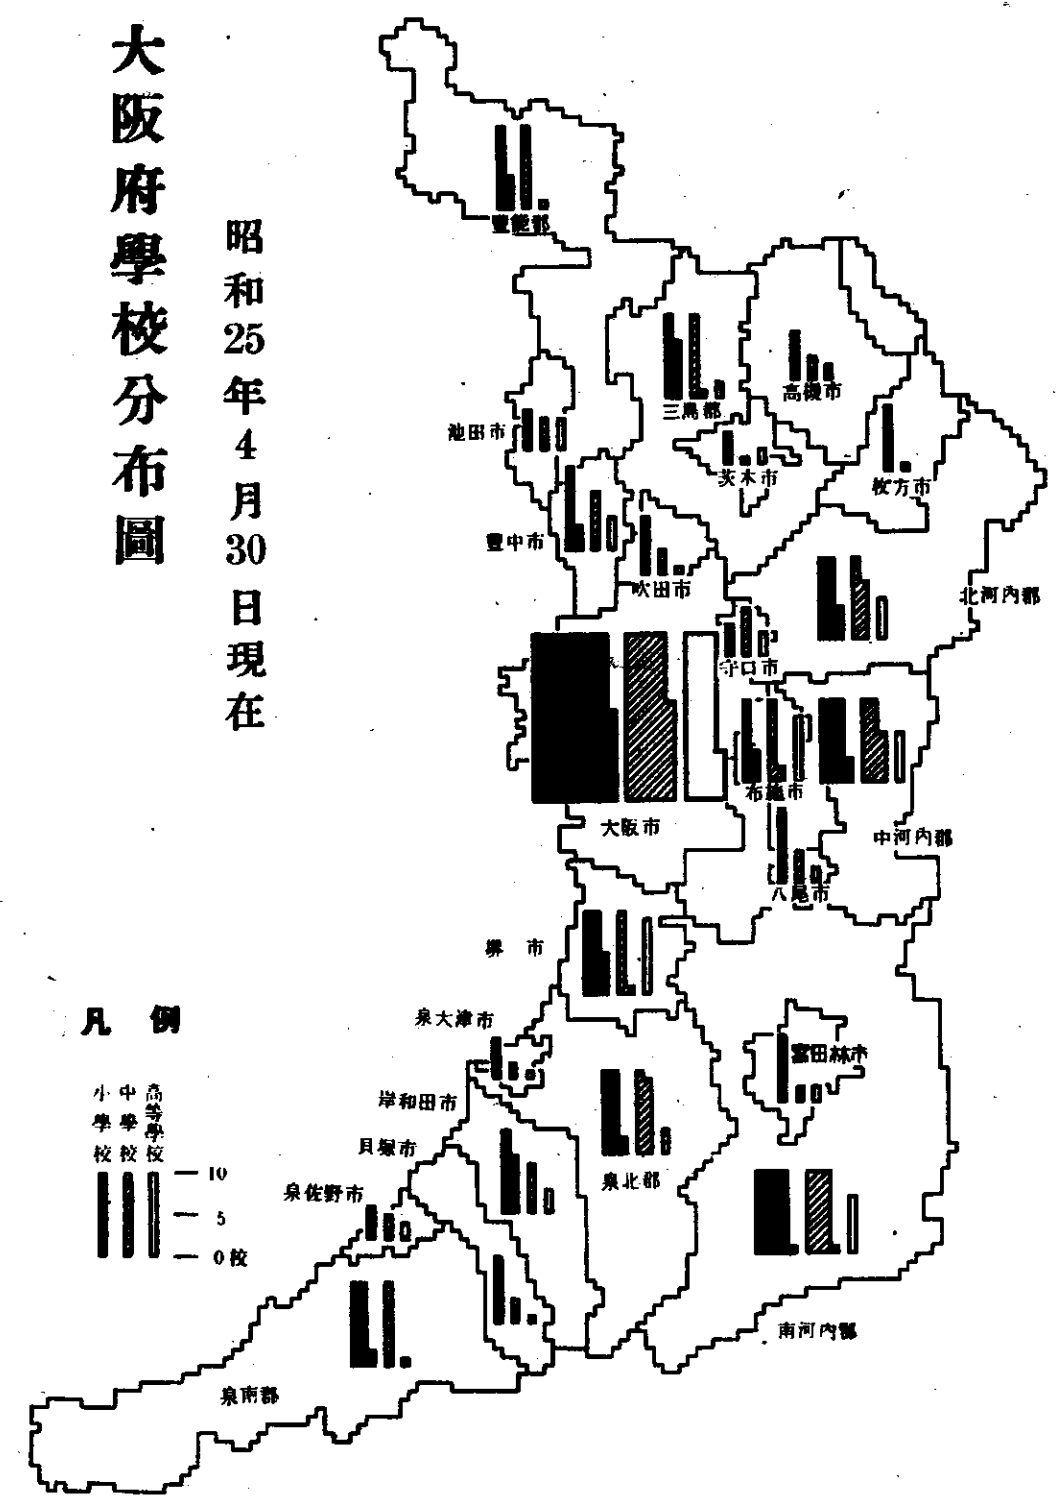 大阪府學校分布圖
昭和25年4月30日現在
豊能郡
三島郡
高槻市
池田市
茨木市
枚方市
豊中市
吹田市
北河内郡
守口市
布施市
大阪市
中河内郡
八尾市
堺市
泉大津市
富田林市
岸和田市
貝塚市
泉北郡
泉佐野市
南河内郡
泉南郡
凡例
小學校
中學校
高等學校
10
5
0校